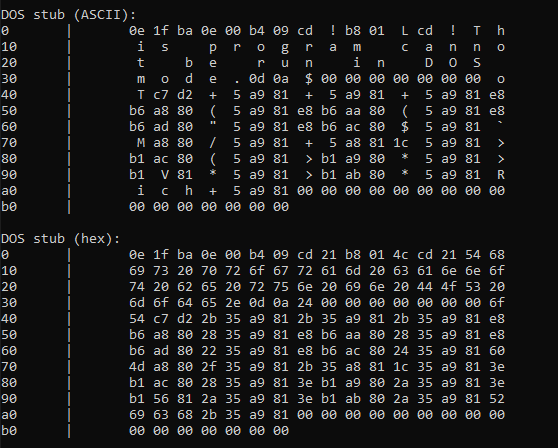 DOS stub (ASCII):
0 | 0e 1f ba 0e 00 b4 09 cd ! b8 01 L cd ! T h
10 | i s p r o g r a m c a n n o
20 | t b e r u n i n D O S
30 | m o d e . 0d 0a $ 00 00 00 00 00 00 00 o
40 | T c7 d2 + 5 a9 81 + 5 a9 81 + 5 a9 81 e8
50 | b6 a8 80 ( 5 a9 81 e8 b6 aa 80 ( 5 a9 81 e8
60 | b6 ad 80 " 5 a9 81 e8 b6 ac 80 $ 5 a9 81 `
70 | M a8 80 / 5 a9 81 + 5 a8 81 1c 5 a9 81 >
80 | b1 ac 80 ( 5 a9 81 > b1 a9 80 * 5 a9 81 >
90 | b1 V 81 * 5 a9 81 > b1 ab 80 * 5 a9 81 R
a0 | i c h + 5 a9 81 00 00 00 00 00 00 00 00 00
b0 | 00 00 00 00 00 00 00 00
DOS stub (hex):
0 | 0e 1f ba 0e 00 b4 09 cd 21 b8 01 4c cd 21 54 68
10 | 69 73 20 70 72 6f 67 72 61 6d 20 63 61 6e 6e 6f
20 | 74 20 62 65 20 72 75 6e 20 69 6e 20 44 4f 53 20
30 | 6d 6f 64 65 2e 0d 0a 24 00 00 00 00 00 00 00 6f
40 | 54 c7 d2 2b 35 a9 81 2b 35 a9 81 2b 35 a9 81 e8
50 | b6 a8 80 28 35 a9 81 e8 b6 aa 80 28 35 a9 81 e8
60 | b6 ad 80 22 35 a9 81 e8 b6 ac 80 24 35 a9 81 60
70 | 4d a8 80 2f 35 a9 81 2b 35 a8 81 1c 35 a9 81 3e
80 | b1 ac 80 28 35 a9 81 3e b1 a9 80 2a 35 a9 81 3e
90 | b1 56 81 2a 35 a9 81 3e b1 ab 80 2a 35 a9 81 52
a0 | 69 63 68 2b 35 a9 81 00 00 00 00 00 00 00 00 00
b0 | 00 00 00 00 00 00 00 00